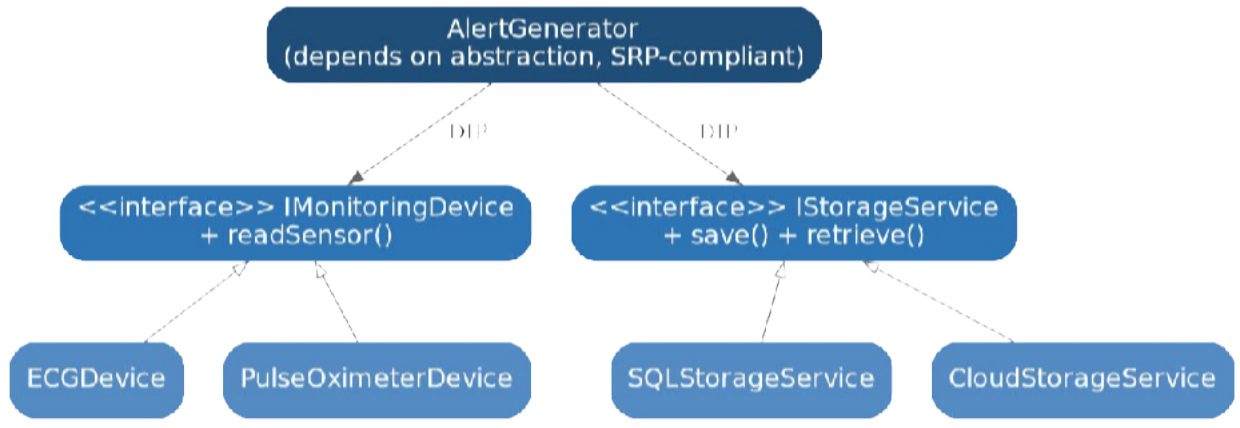 AlertGenerator
(depends on abstraction, SRP-compliant)
DIP
DIP
<<interface>> IMonitoringDevice
+ readSensor()
<<interface>> IStorageService
+ save() + retrieve()
ECGDevice
PulseOximeterDevice
SQLStorageService
CloudStorageService